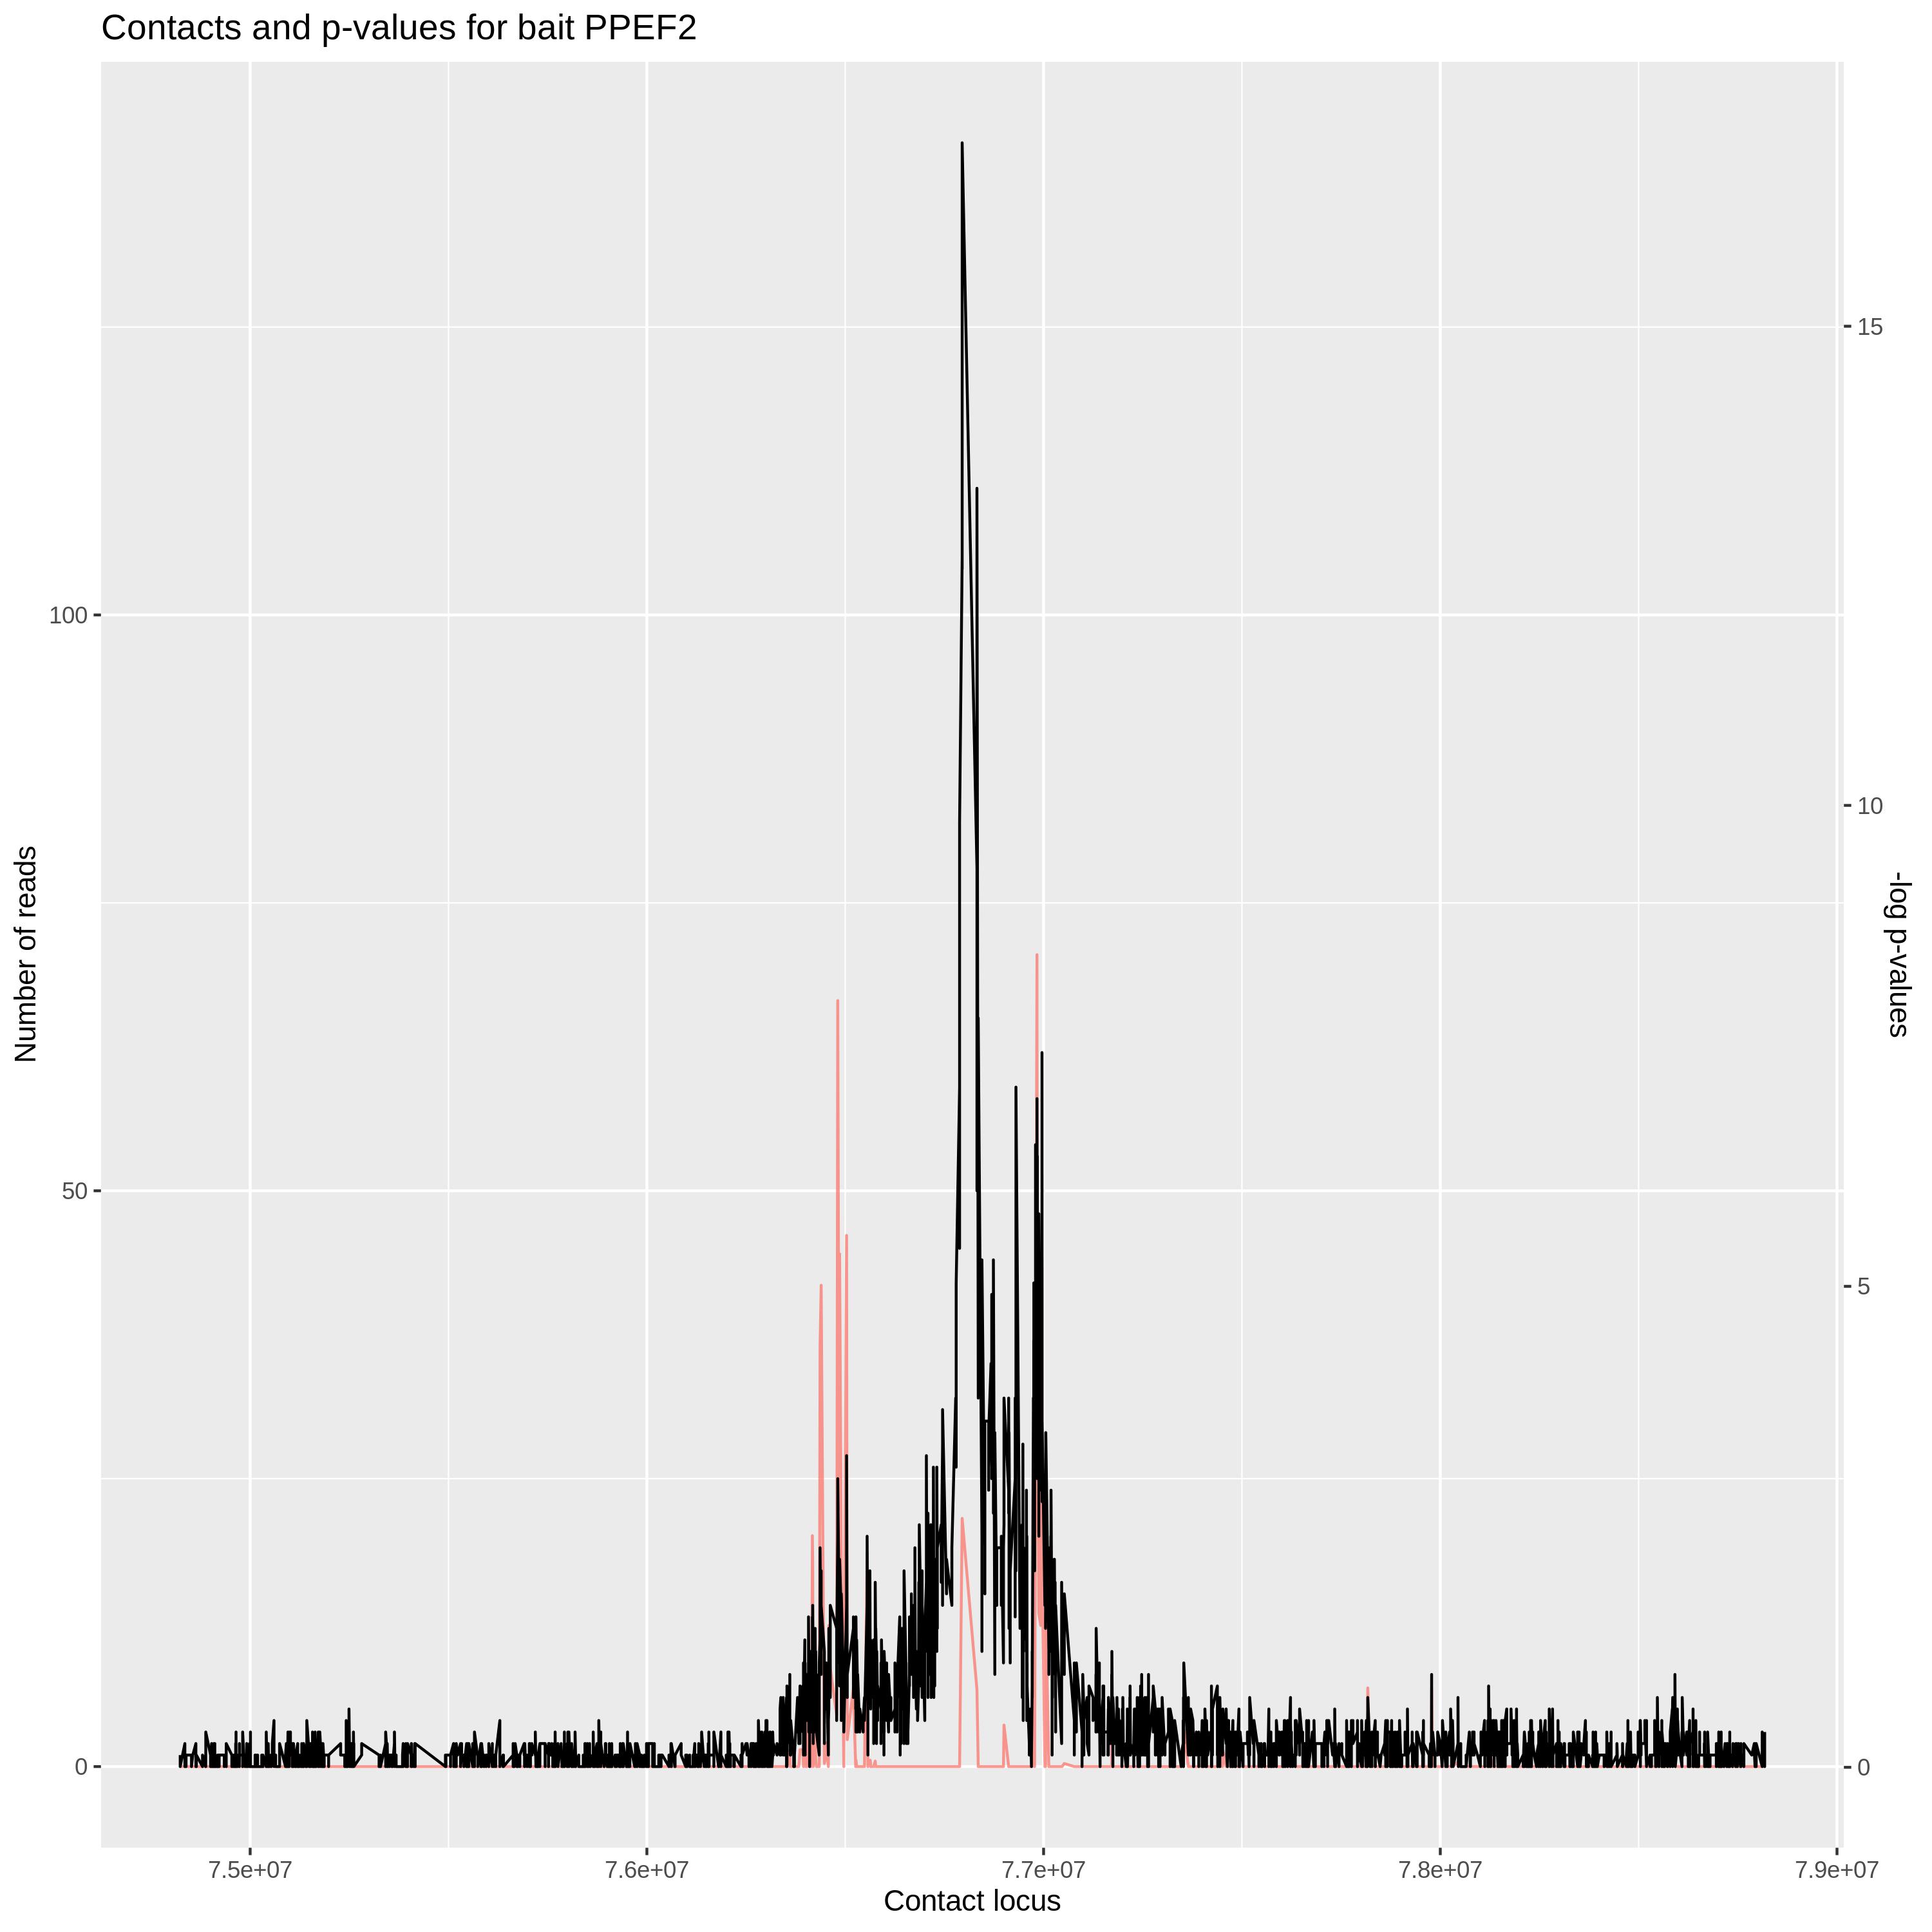 Contacts and p-values for bait PPEF2
Number of reads
100
50
0
15
10
5
0
-log p-values
7.5e+07 7.6e+07 7.7e+07 7.8e+07 7.9e+07
Contact locus